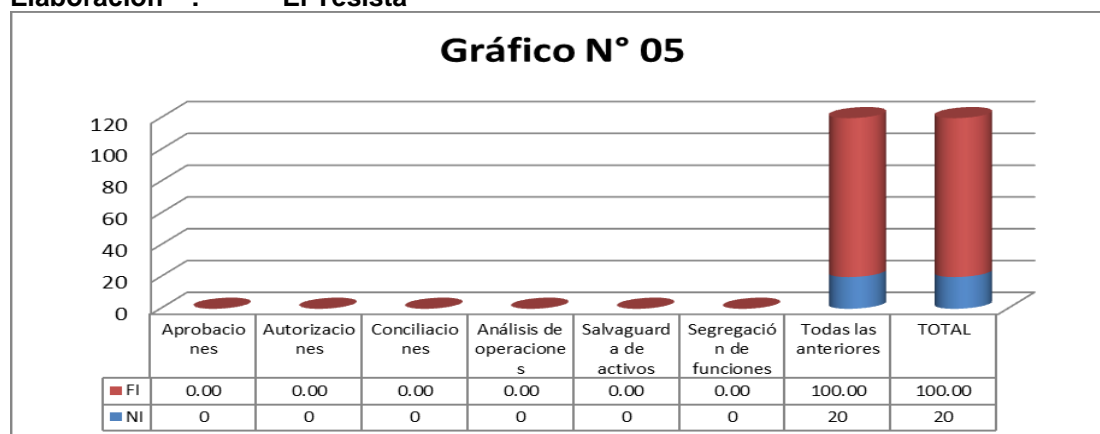 Elaboración : El Tesista
Gráfico N° 05
120
100
80
60
40
20
0
Aprobacio
nes
Autorizacio
nes
Conciliacio
nes
Análisis de
operacione
s
Salvaguard
a de
activos
Segregació
n de
funciones
Todas las
anteriores
TOTAL
FI 0.00 0.00 0.00 0.00 0.00 0.00 100.00 100.00
NI 0 0 0 0 0 0 20 20